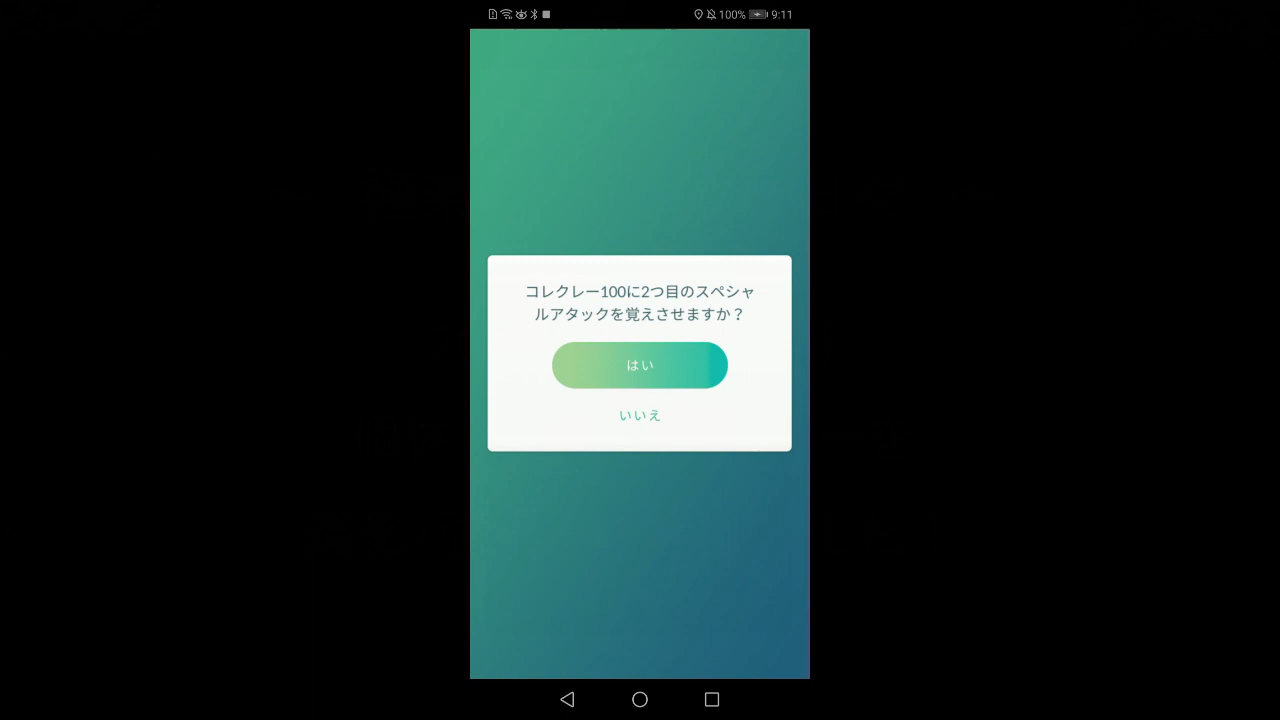 100% 9:11
コレクレー100に2つ目のスペシャ
ルアタックを覚えさせますか？
はい
いいえ